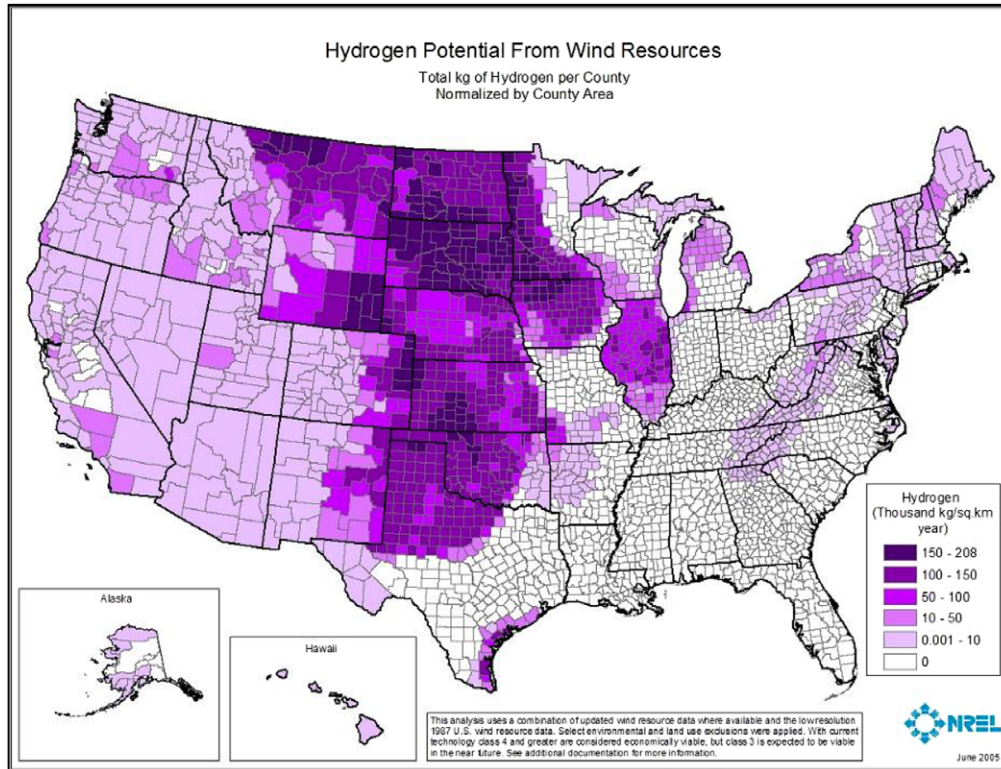 Hydrogen Potential From Wind Resources
Total kg of Hydrogen per County
Normalized by County Area
Hydrogen
(Thousand kg/sq.km
year)
150 - 208
100 - 150
50 - 100
10 - 50
0.001 - 10
0
Alaska
Hawaii
This analysis uses a combination of updated wind resource data where available and the low resolution
1987 U.S. wind resource data. Select environmental and land use exclusions were applied. With current
technology class 4 and greater are considered economically viable, but class 3 is expected to be viable
in the near future. See additional documentation for more information.
NREL
June 2005